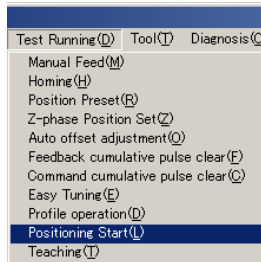 Test Running(D) Tool(T) Diagnosis(
Manual Feed(M)
Homing(H)
Position Preset(R)
Z-phase Position Set(Z)
Auto offset adjustment(O)
Feedback cumulative pulse clear(F)
Command cumulative pulse clear(C)
Easy Tuning(E)
Profile operation(D)
Positioning Start(L)
Teaching(T)